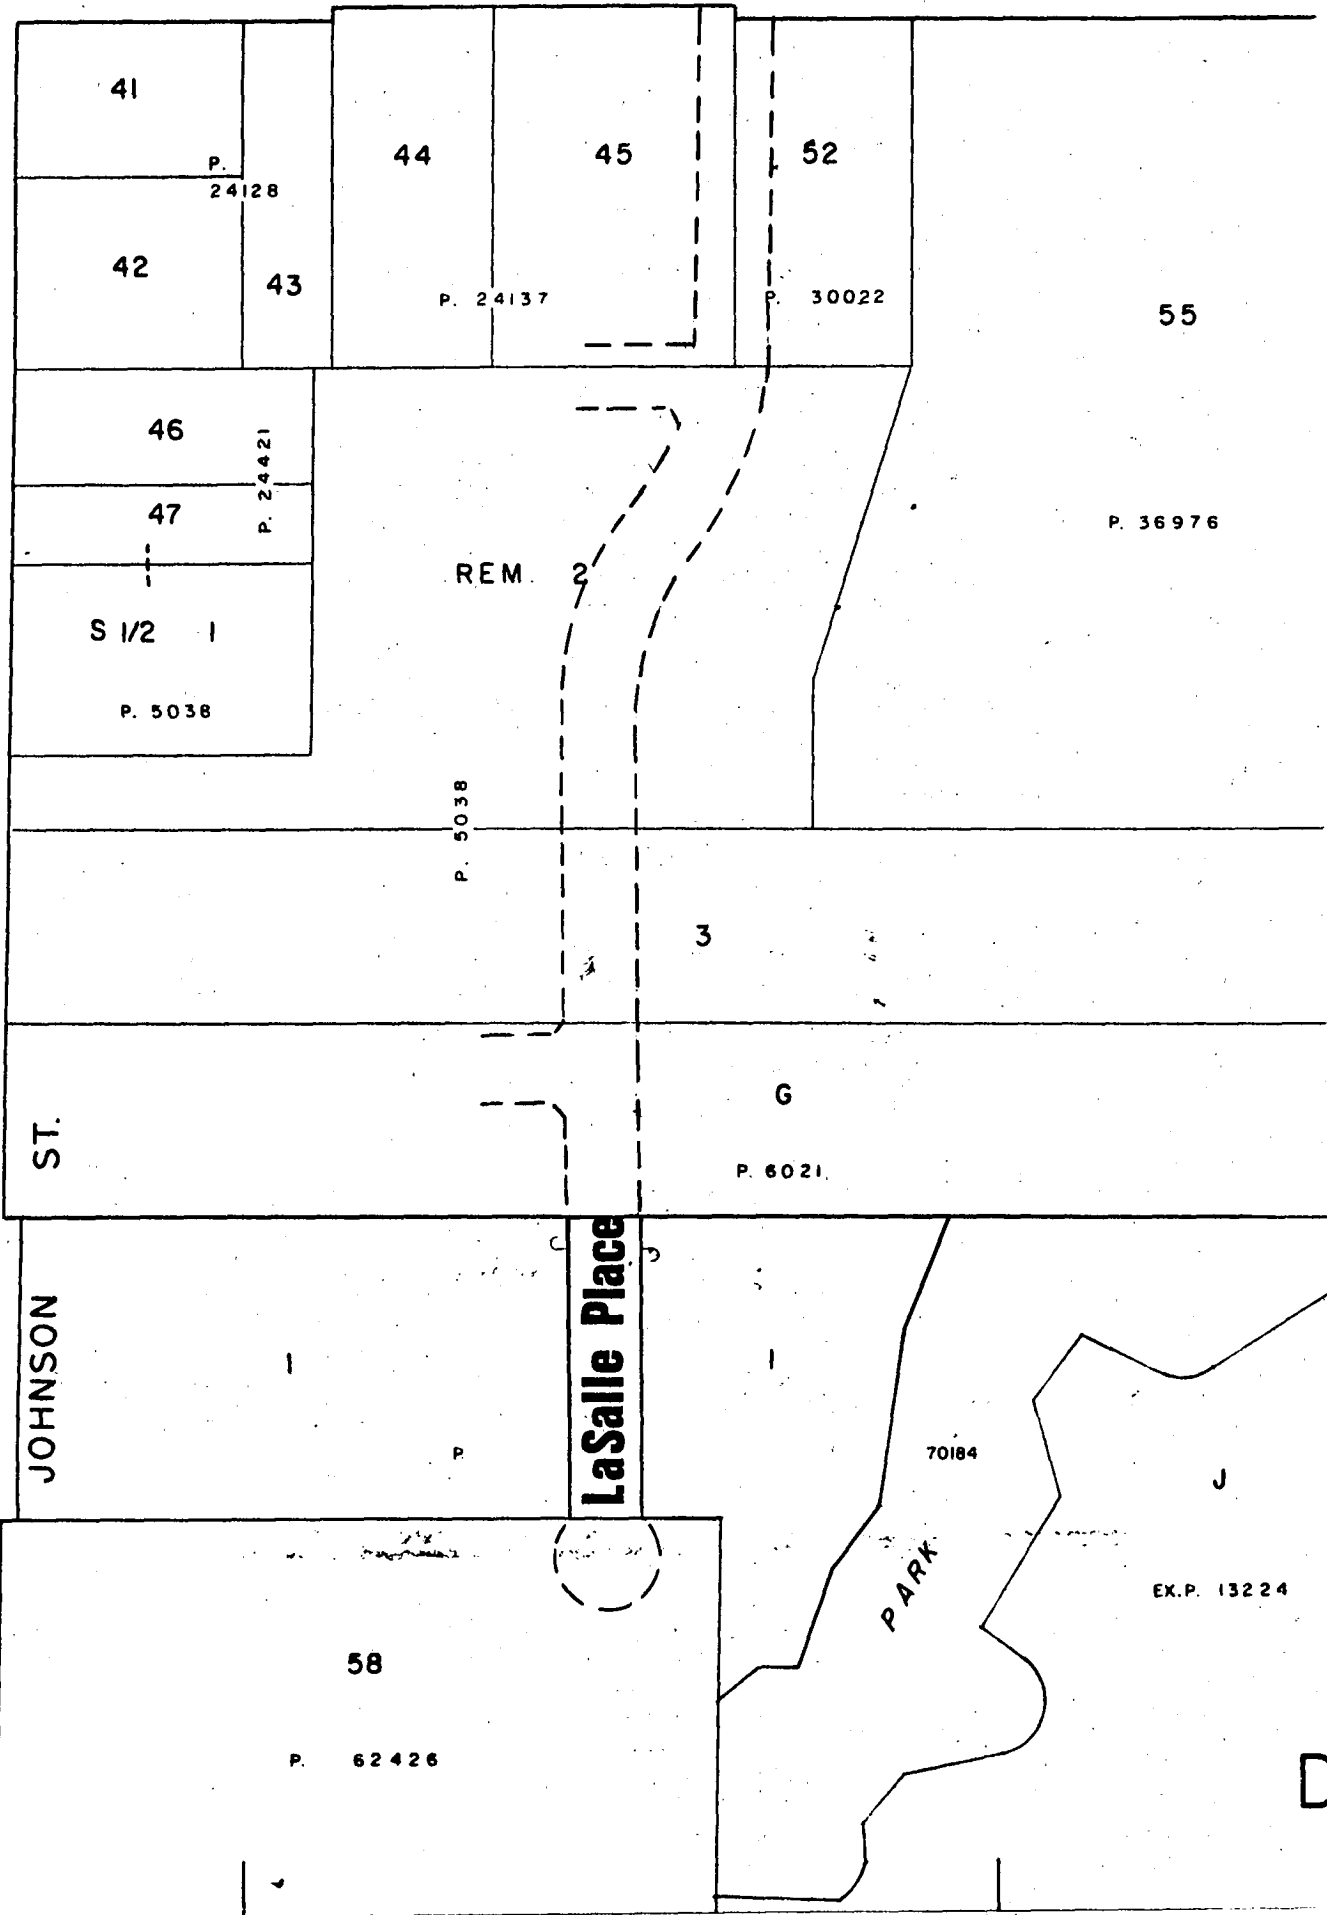 41
P.
24128
42
43
44
45
52
P. 24137
P. 30022
55
46
P. 24421
47
REM. 2
P. 36976
S 1/2 1
P. 5038
P. 5038
3
G
P. 6021
JOHNSON ST.
LaSalle Place
1
1
P.
70184
PARK
J
EX.P. 13224
58
P. 62426
D